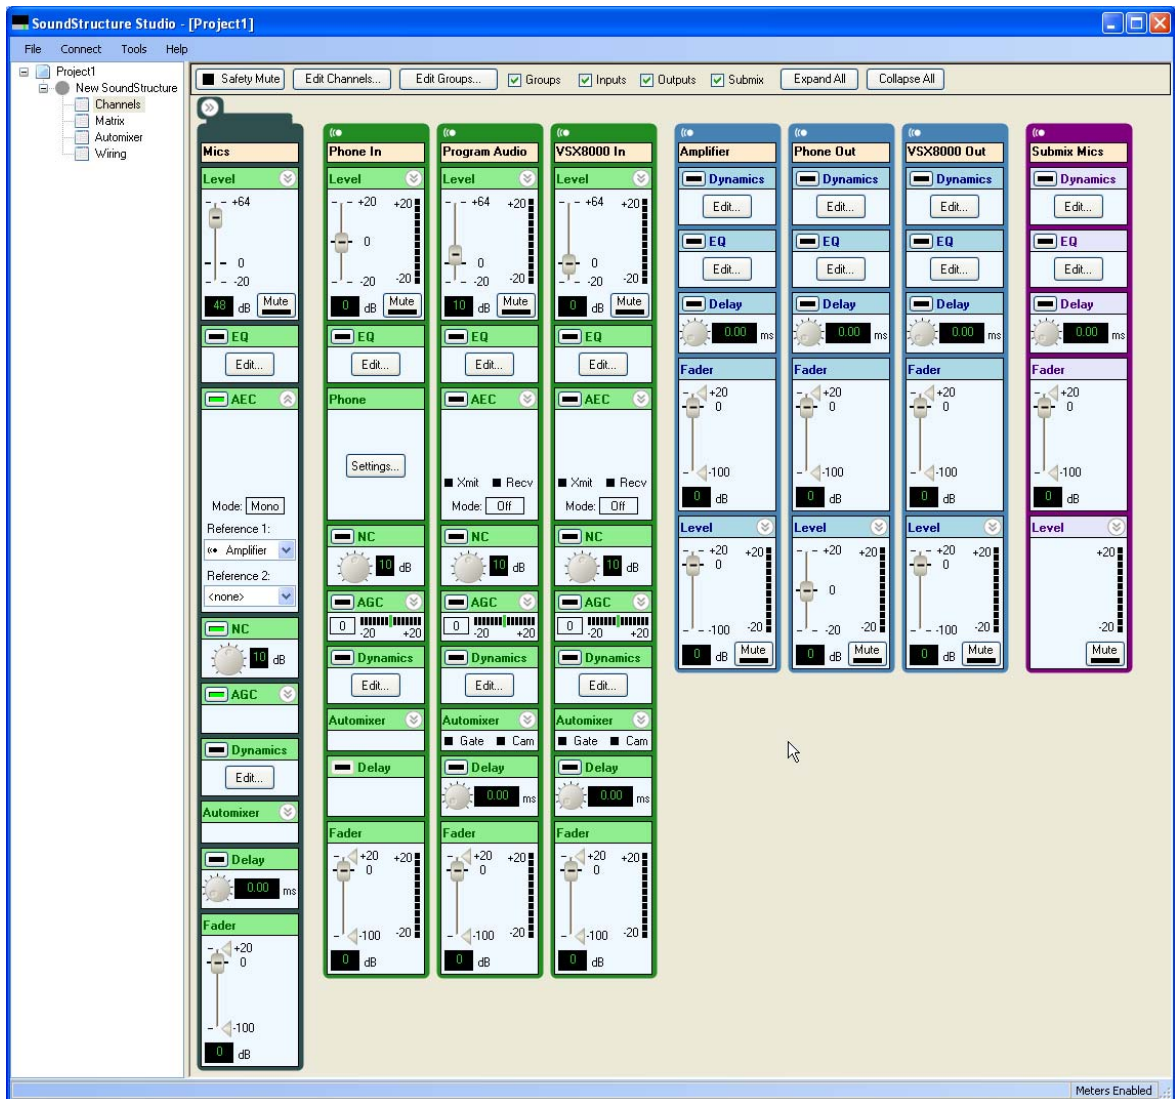 SoundStructure Studio - [Project1]
File Connect Tools Help
Project1
New SoundStructure
Channels
Matrix
Automixer
Wiring
Safety Mute Edit Channels... Edit Groups... Groups Inputs Outputs Submix Expand All Collapse All
Mics
Level
+64
0
-20
48 dB Mute
EQ
Edit...
AEC
Mode: Mono
Reference 1:
Amplifier
Reference 2:
<none>
NC
10 dB
AGC
Dynamics
Edit...
Automixer
Delay
0.00 ms
Fader
+20
0
-100
0 dB
Phone In
Level
+20 +20
0
-20 -20
0 dB Mute
EQ
Edit...
Phone
Settings...
NC
10 dB
AGC
0 -20 +20
Dynamics
Edit...
Automixer
Delay
Fader
+20 +20
0
-100 -20
0 dB
Program Audio
Level
+64 +20
0
-20 -20
10 dB Mute
EQ
Edit...
AEC
Xmit Recv
Mode: Off
NC
10 dB
AGC
0 -20 +20
Dynamics
Edit...
Automixer
Gate Cam
Delay
0.00 ms
Fader
+20 +20
0
-100 -20
0 dB
VSX8000 In
Level
+64 +20
0
-20 -20
0 dB Mute
EQ
Edit...
AEC
Xmit Recv
Mode: Off
NC
10 dB
AGC
0 -20 +20
Dynamics
Edit...
Automixer
Gate Cam
Delay
0.00 ms
Fader
+20 +20
0
-100 -20
0 dB
Amplifier
Dynamics
Edit...
EQ
Edit...
Delay
0.00 ms
Fader
+20
0
-100
0 dB
Level
+20 +20
0
-100 -20
0 dB Mute
Phone Out
Dynamics
Edit...
EQ
Edit...
Delay
0.00 ms
Fader
+20
0
-100
0 dB
Level
+20 +20
0
-20 -20
0 dB Mute
VSX8000 Out
Dynamics
Edit...
EQ
Edit...
Delay
0.00 ms
Fader
+20
0
-100
0 dB
Level
+20 +20
0
-100 -20
0 dB Mute
Submix Mics
Dynamics
Edit...
EQ
Edit...
Delay
0.00 ms
Fader
+20
0
-100
0 dB
Level
+20
-20
Mute
Meters Enabled